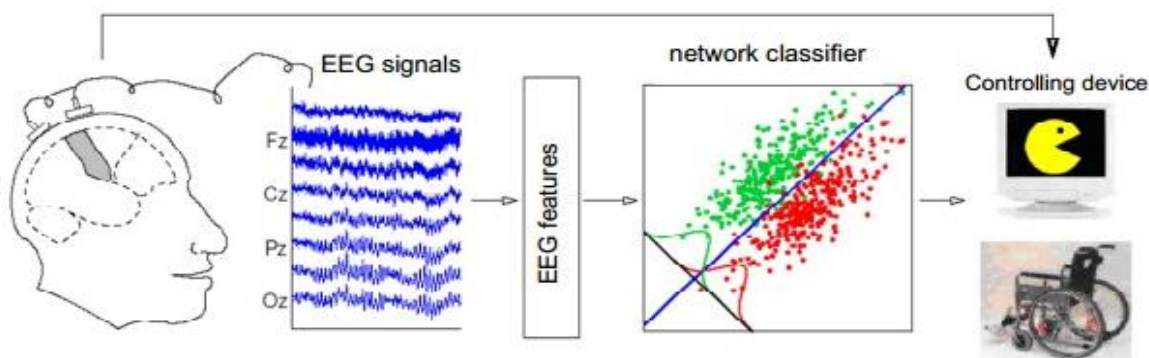 EEG signals
network classifier
Controlling device
Fz
Cz
Pz
Oz
EEG features